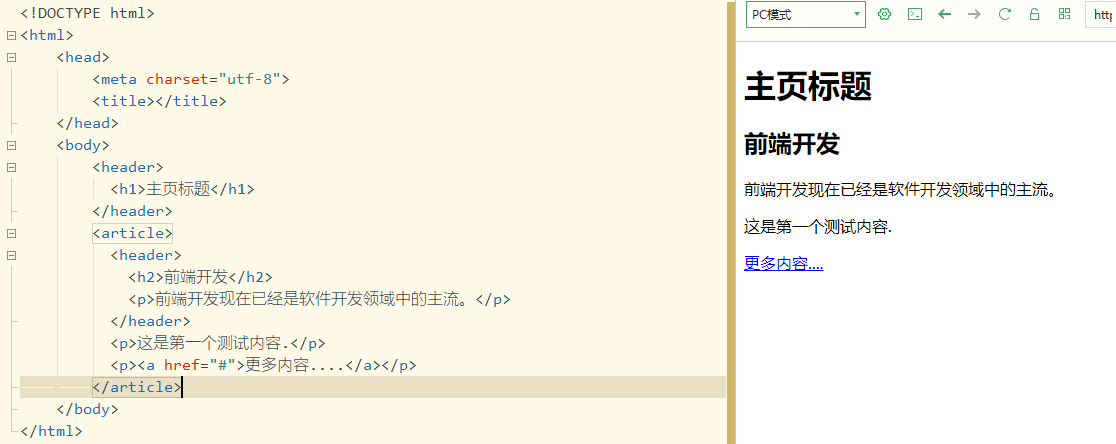 <!DOCTYPE html>
<html>
    <head>
        <meta charset="utf-8">
        <title></title>
    </head>
    <body>
        <header>
          <h1>主页标题</h1>
        </header>
        <article>
          <header>
            <h2>前端开发</h2>
            <p>前端开发现在已经是软件开发领域中的主流。</p>
          </header>
          <p>这是第一个测试内容.</p>
          <p><a href="#">更多内容....</a></p>
        </article>
    </body>
</html>
PC模式
http
主页标题
前端开发
前端开发现在已经是软件开发领域中的主流。
这是第一个测试内容.
更多内容....